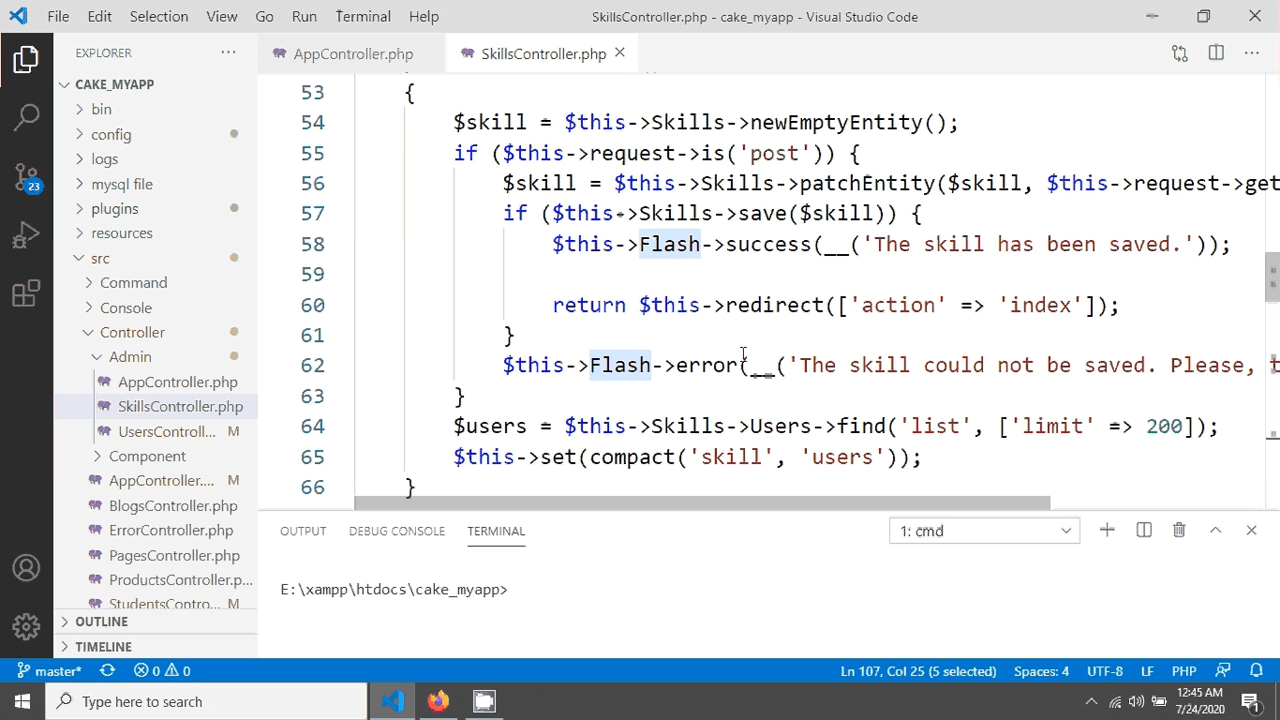 File Edit Selection View Go Run Terminal Help SkillsController.php - cake_myapp - Visual Studio Code
EXPLORER
CAKE_MYAPP
bin
config
logs
mysql file
plugins
resources
src
Command
Console
Controller
Admin
AppController.php
SkillsController.php
UsersControll... M
Component
AppController.... M
BlogsController.php
ErrorController.php
PagesController.php
ProductsController.p...
StudentsContro... M
OUTLINE
TIMELINE
23
AppController.php SkillsController.php
53 {
54 $skill = $this->Skills->newEmptyEntity();
55 if ($this->request->is('post')) {
56 $skill = $this->Skills->patchEntity($skill, $this->request->get
57 if ($this->Skills->save($skill)) {
58 $this->Flash->success(__('The skill has been saved.'));
59
60 return $this->redirect(['action' => 'index']);
61 }
62 $this->Flash->error(__('The skill could not be saved. Please, t
63 }
64 $users = $this->Skills->Users->find('list', ['limit' => 200]);
65 $this->set(compact('skill', 'users'));
66 }
OUTPUT DEBUG CONSOLE TERMINAL 1: cmd
E:\xampp\htdocs\cake_myapp>
master* 0 0 Ln 107, Col 25 (5 selected) Spaces: 4 UTF-8 LF PHP
Type here to search
12:45 AM
7/24/2020
1